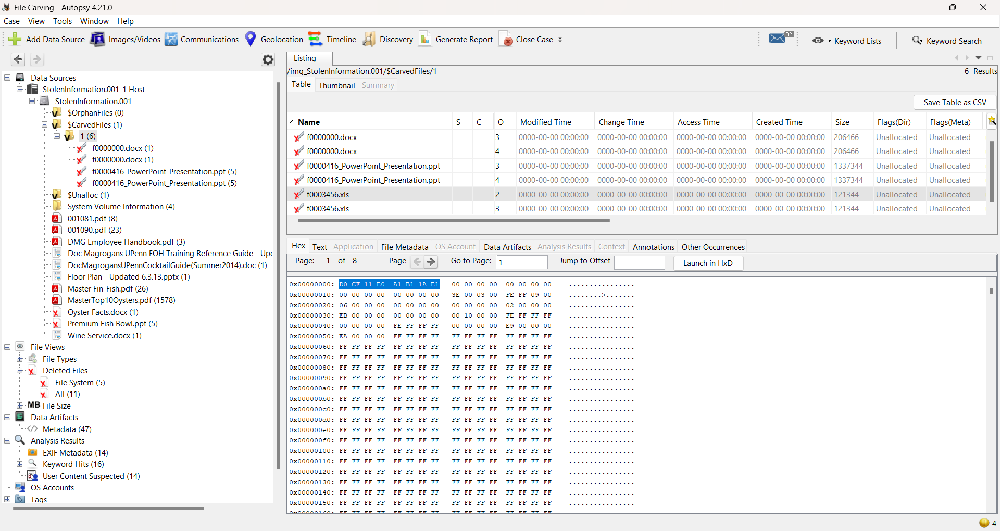 File Carving - Autopsy 4.21.0
Case View Tools Window Help
Add Data Source Images/Videos Communications Geolocation Timeline Discovery Generate Report Close Case 32 Keyword Lists Keyword Search
Data Sources
StolenInformation.001_1 Host
StolenInformation.001
$OrphanFiles (0)
$CarvedFiles (1)
1 (6)
f0000000.docx (1)
f0000000.docx (1)
f0000416_PowerPoint_Presentation.ppt (5)
f0000416_PowerPoint_Presentation.ppt (5)
$Unalloc (1)
System Volume Information (4)
001081.pdf (8)
001090.pdf (23)
DMG Employee Handbook.pdf (3)
Doc Magrogans UPenn FOH Training Reference Guide - Upd
DocMagrogansUPennCocktailGuide(Summer2014).doc (1)
Floor Plan - Updated 6.3.13.pptx (1)
Master Fin-Fish.pdf (26)
MasterTop10Oysters.pdf (1578)
Oyster Facts.docx (1)
Premium Fish Bowl.ppt (5)
Wine Service.docx (1)
File Views
File Types
Deleted Files
File System (5)
All (11)
MB File Size
Data Artifacts
Metadata (47)
Analysis Results
EXIF Metadata (14)
Keyword Hits (16)
User Content Suspected (14)
OS Accounts
Tags
Listing
/img_StolenInformation.001/$CarvedFiles/1
6 Results
Table Thumbnail Summary
Save Table as CSV
Name S C O Modified Time Change Time Access Time Created Time Size Flags(Dir) Flags(Meta)
f0000000.docx 3 0000-00-00 00:00:00 0000-00-00 00:00:00 0000-00-00 00:00:00 0000-00-00 00:00:00 206466 Unallocated Unallocated
f0000000.docx 4 0000-00-00 00:00:00 0000-00-00 00:00:00 0000-00-00 00:00:00 0000-00-00 00:00:00 206466 Unallocated Unallocated
f0000416_PowerPoint_Presentation.ppt 3 0000-00-00 00:00:00 0000-00-00 00:00:00 0000-00-00 00:00:00 0000-00-00 00:00:00 1337344 Unallocated Unallocated
f0000416_PowerPoint_Presentation.ppt 4 0000-00-00 00:00:00 0000-00-00 00:00:00 0000-00-00 00:00:00 0000-00-00 00:00:00 1337344 Unallocated Unallocated
f0003456.xls 2 0000-00-00 00:00:00 0000-00-00 00:00:00 0000-00-00 00:00:00 0000-00-00 00:00:00 121344 Unallocated Unallocated
f0003456.xls 3 0000-00-00 00:00:00 0000-00-00 00:00:00 0000-00-00 00:00:00 0000-00-00 00:00:00 121344 Unallocated Unallocated
Hex Text Application File Metadata OS Account Data Artifacts Analysis Results Context Annotations Other Occurrences
Page: 1 of 8 Page Go to Page: 1 Jump to Offset Launch in HxD
0x00000000: D0 CF 11 E0 A1 B1 1A E1 00 00 00 00 00 00 00 00 ................
0x00000010: 00 00 00 00 00 00 00 00 3E 00 03 00 FE FF 09 00 ........>.......
0x00000020: 06 00 00 00 00 00 00 00 00 00 00 00 02 00 00 00 ................
0x00000030: EB 00 00 00 00 00 00 00 00 10 00 00 FE FF FF FF ................
0x00000040: 00 00 00 00 FE FF FF FF 00 00 00 00 E9 00 00 00 ................
0x00000050: EA 00 00 00 FF FF FF FF FF FF FF FF FF FF FF FF ................
0x00000060: FF FF FF FF FF FF FF FF FF FF FF FF FF FF FF FF ................
0x00000070: FF FF FF FF FF FF FF FF FF FF FF FF FF FF FF FF ................
0x00000080: FF FF FF FF FF FF FF FF FF FF FF FF FF FF FF FF ................
0x00000090: FF FF FF FF FF FF FF FF FF FF FF FF FF FF FF FF ................
0x000000a0: FF FF FF FF FF FF FF FF FF FF FF FF FF FF FF FF ................
0x000000b0: FF FF FF FF FF FF FF FF FF FF FF FF FF FF FF FF ................
0x000000c0: FF FF FF FF FF FF FF FF FF FF FF FF FF FF FF FF ................
0x000000d0: FF FF FF FF FF FF FF FF FF FF FF FF FF FF FF FF ................
0x000000e0: FF FF FF FF FF FF FF FF FF FF FF FF FF FF FF FF ................
0x000000f0: FF FF FF FF FF FF FF FF FF FF FF FF FF FF FF FF ................
0x00000100: FF FF FF FF FF FF FF FF FF FF FF FF FF FF FF FF ................
0x00000110: FF FF FF FF FF FF FF FF FF FF FF FF FF FF FF FF ................
0x00000120: FF FF FF FF FF FF FF FF FF FF FF FF FF FF FF FF ................
0x00000130: FF FF FF FF FF FF FF FF FF FF FF FF FF FF FF FF ................
0x00000140: FF FF FF FF FF FF FF FF FF FF FF FF FF FF FF FF ................
0x00000150: FF FF FF FF FF FF FF FF FF FF FF FF FF FF FF FF ................
4